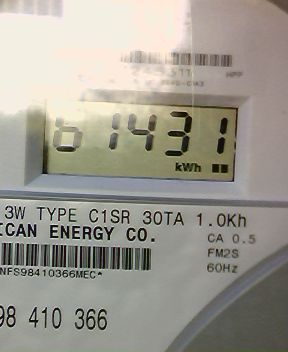 61431
kWh
3W TYPE C1SR 30TA 1.0Kh
ICAN ENERGY CO.
CA 0.5
FM2S
60Hz
NFS98410366MEC*
98 410 366